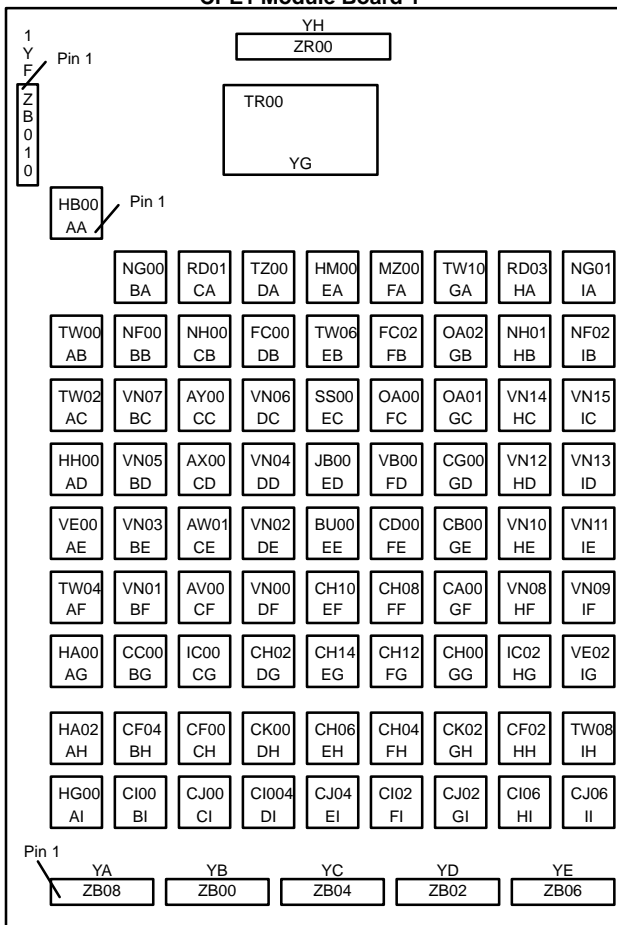 Module Board 1
YH
ZR00
1
Y
F
Pin 1
Z
B
0
1
0
TR00
YG
HB00
AA
Pin 1
NG00 RD01 TZ00 HM00 MZ00 TW10 RD03 NG01
BA CA DA EA FA GA HA IA
TW00 NF00 NH00 FC00 TW06 FC02 OA02 NH01 NF02
AB BB CB DB EB FB GB HB IB
TW02 VN07 AY00 VN06 SS00 OA00 OA01 VN14 VN15
AC BC CC DC EC FC GC HC IC
HH00 VN05 AX00 VN04 JB00 VB00 CG00 VN12 VN13
AD BD CD DD ED FD GD HD ID
VE00 VN03 AW01 VN02 BU00 CD00 CB00 VN10 VN11
AE BE CE DE EE FE GE HE IE
TW04 VN01 AV00 VN00 CH10 CH08 CA00 VN08 VN09
AF BF CF DF EF FF GF HF IF
HA00 CC00 IC00 CH02 CH14 CH12 CH00 IC02 VE02
AG BG CG DG EG FG GG HG IG
HA02 CF04 CF00 CK00 CH06 CH04 CK02 CF02 TW08
AH BH CH DH EH FH GH HH IH
HG00 CI00 CJ00 CI004 CJ04 CI02 CJ02 CI06 CJ06
AI BI CI DI EI FI GI HI II
Pin 1
YA YB YC YD YE
ZB08 ZB00 ZB04 ZB02 ZB06